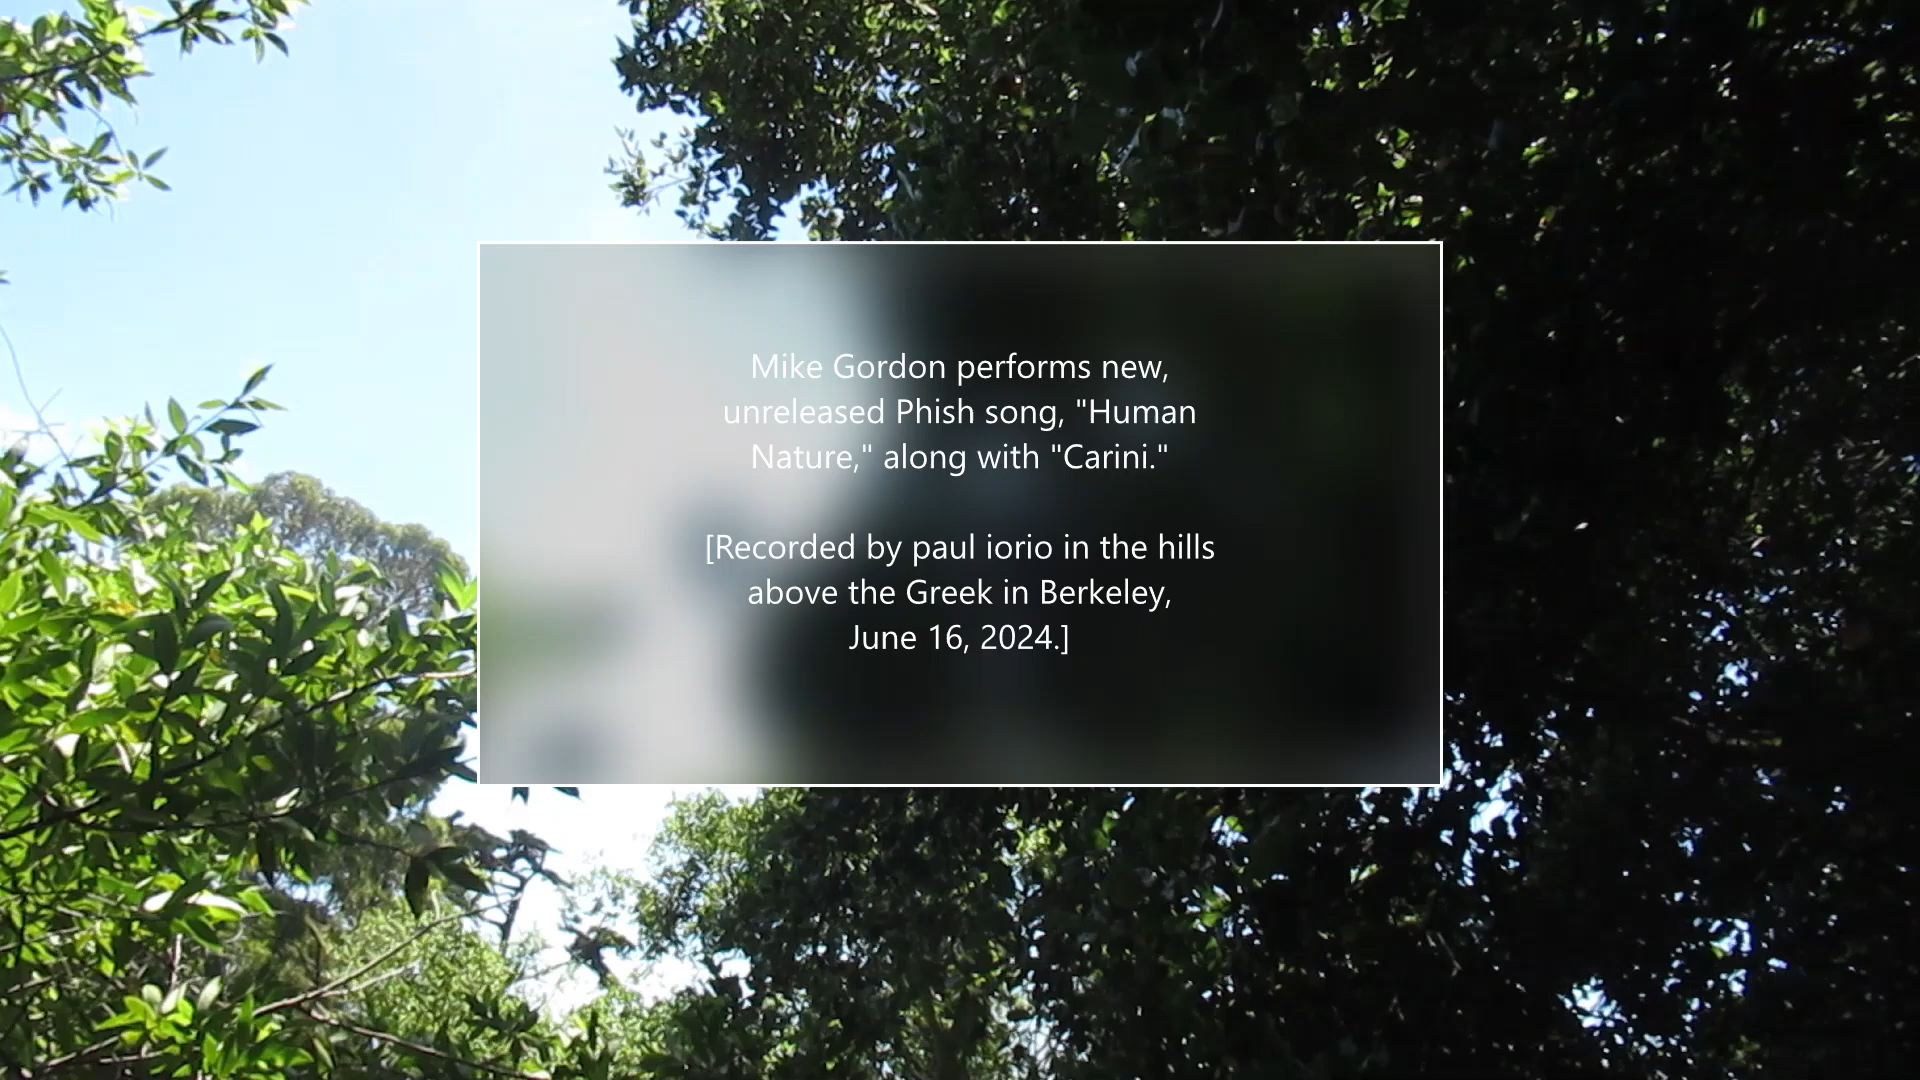 Mike Gordon performs new,
unreleased Phish song, "Human
Nature," along with "Carini."
[Recorded by paul iorio in the hills
above the Greek in Berkeley,
June 16, 2024.]